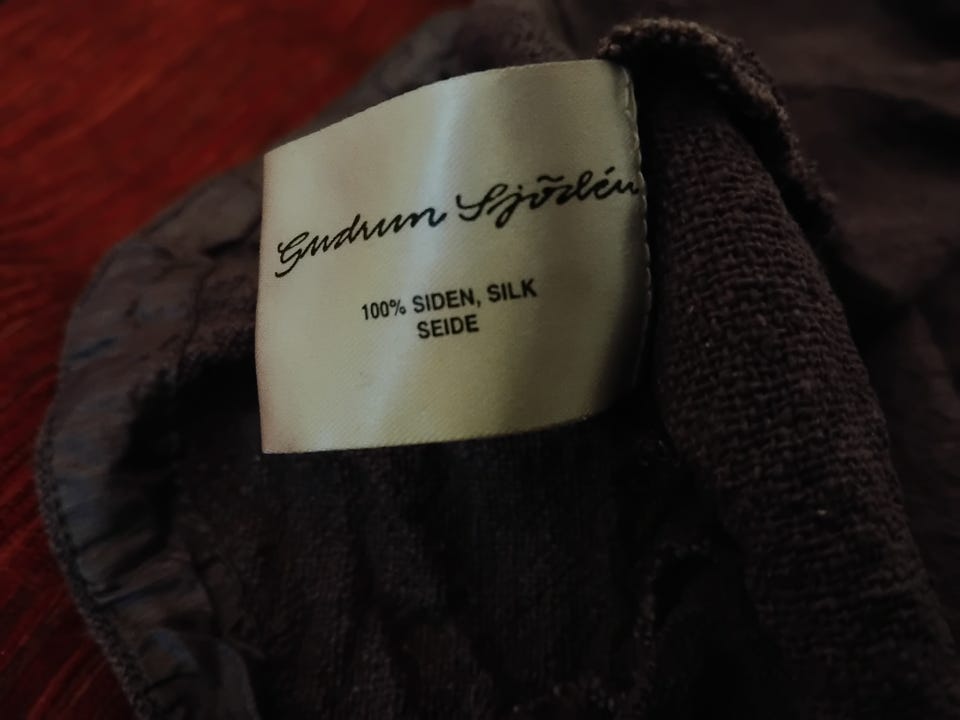 Gudrun Sjödén
100% SIDEN, SILK
SEIDE